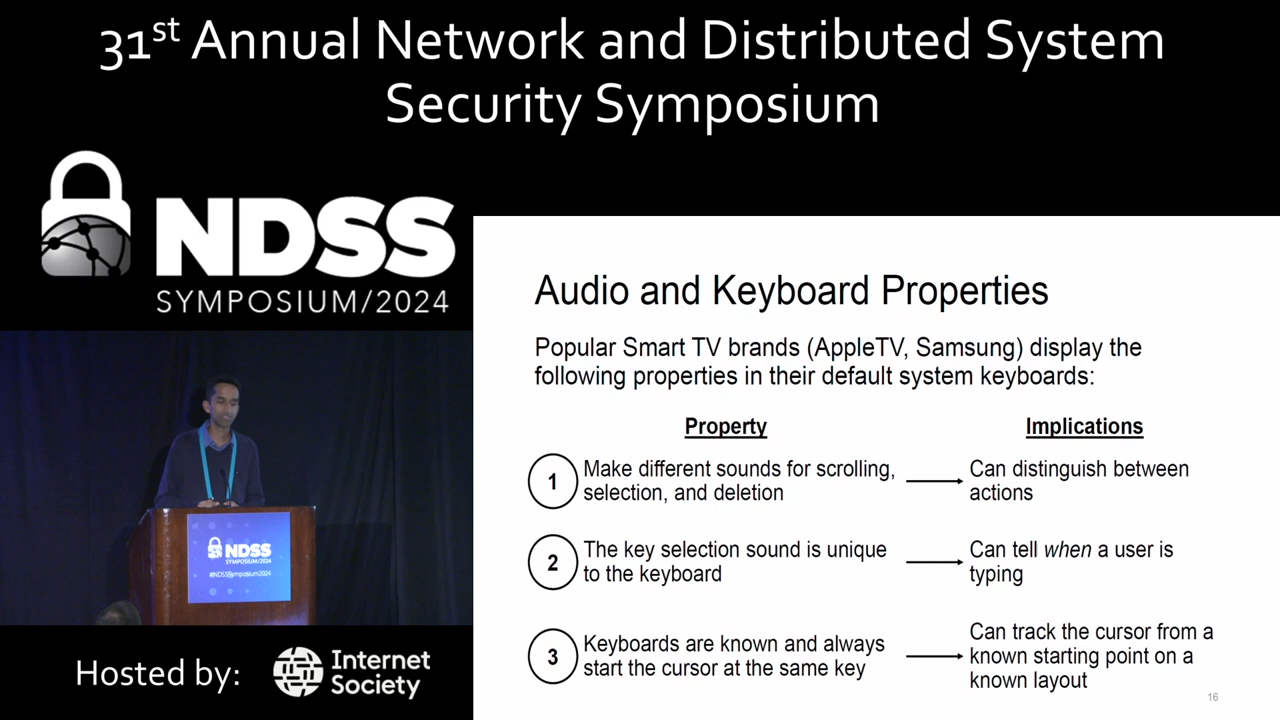 31st Annual Network and Distributed System
Security Symposium
NDSS
SYMPOSIUM/2024
Audio and Keyboard Properties
Popular Smart TV brands (AppleTV, Samsung) display the
following properties in their default system keyboards:
Property
Implications
1
Make different sounds for scrolling,
selection, and deletion
Can distinguish between
actions
2
The key selection sound is unique
to the keyboard
Can tell when a user is
typing
3
Keyboards are known and always
start the cursor at the same key
Can track the cursor from a
known starting point on a
known layout
16
NDSS
SYMPOSIUM/2024
#NDSSSymposium2024
Hosted by:
Internet
Society